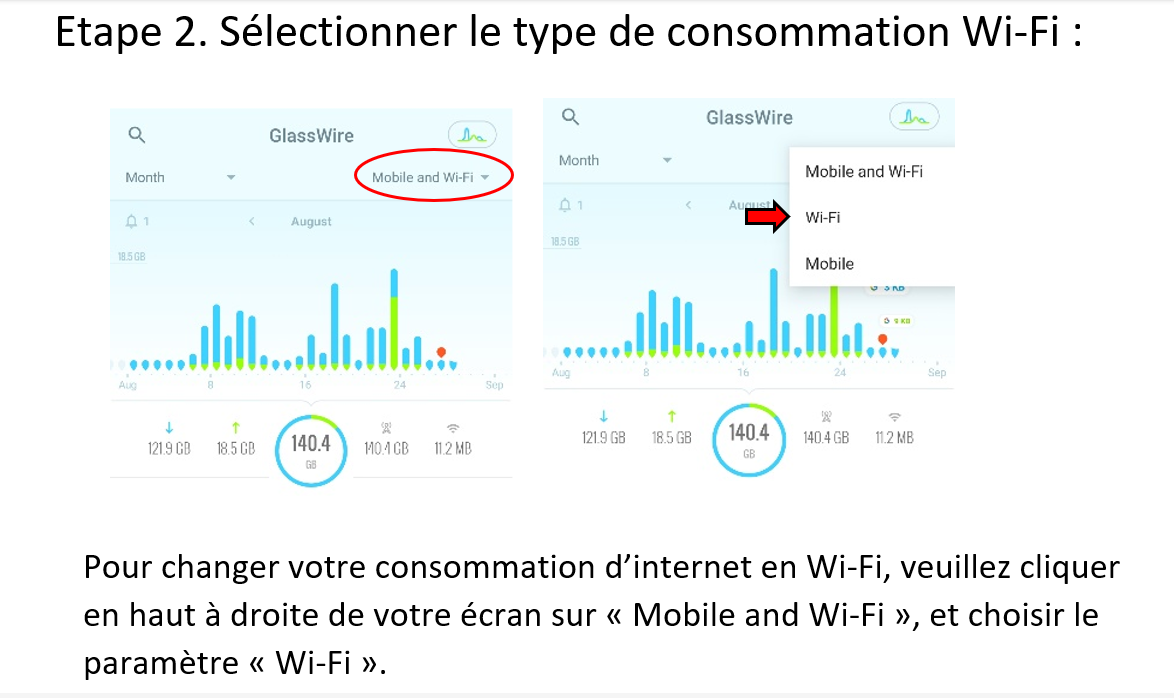 Etape 2. Sélectionner le type de consommation Wi-Fi :
GlassWire
Month
Mobile and Wi-Fi
1
August
18.5 GB
Aug 8 16 24 Sep
121.9 GB 18.5 GB 140.4 GB 140.4 GB 11.2 MB
GlassWire
Month
Mobile and Wi-Fi
Wi-Fi
Mobile
1
August
18.5 GB
3 KB
9 KB
Aug 8 16 24 Sep
121.9 GB 18.5 GB 140.4 GB 140.4 GB 11.2 MB
Pour changer votre consommation d’internet en Wi-Fi, veuillez cliquer
en haut à droite de votre écran sur « Mobile and Wi-Fi », et choisir le
paramètre « Wi-Fi ».